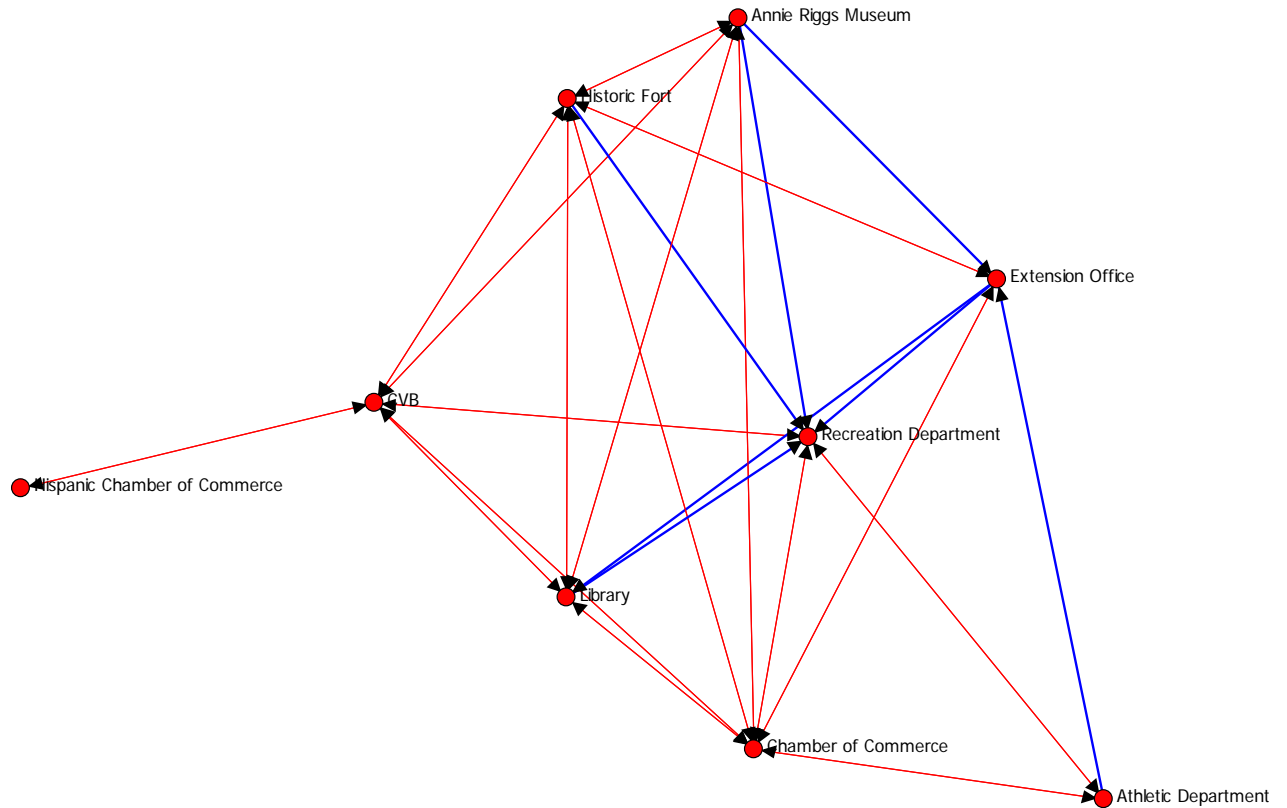 Annie Riggs Museum
Historic Fort
Extension Office
CVB
Recreation Department
Hispanic Chamber of Commerce
Library
Chamber of Commerce
Athletic Department